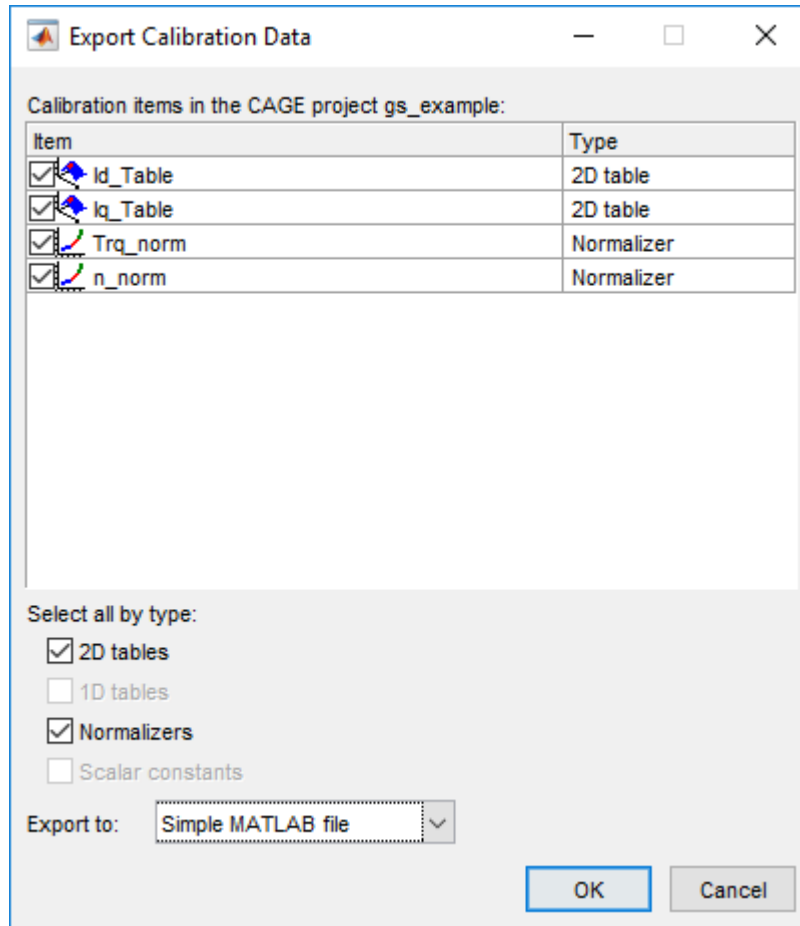 Export Calibration Data
Calibration items in the CAGE project gs_example:
Item Type
Id_Table 2D table
Iq_Table 2D table
Trq_norm Normalizer
n_norm Normalizer
Select all by type:
2D tables
1D tables
Normalizers
Scalar constants
Export to: Simple MATLAB file
OK Cancel